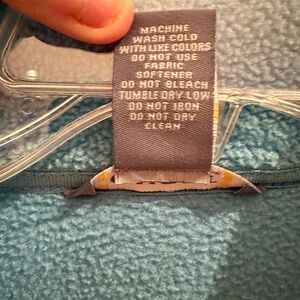 MACHINE
WASH COLD
WITH LIKE COLORS
DO NOT USE
FABRIC
SOFTENER
DO NOT BLEACH
TUMBLE DRY LOW
DO NOT IRON
DO NOT DRY
CLEAN
L